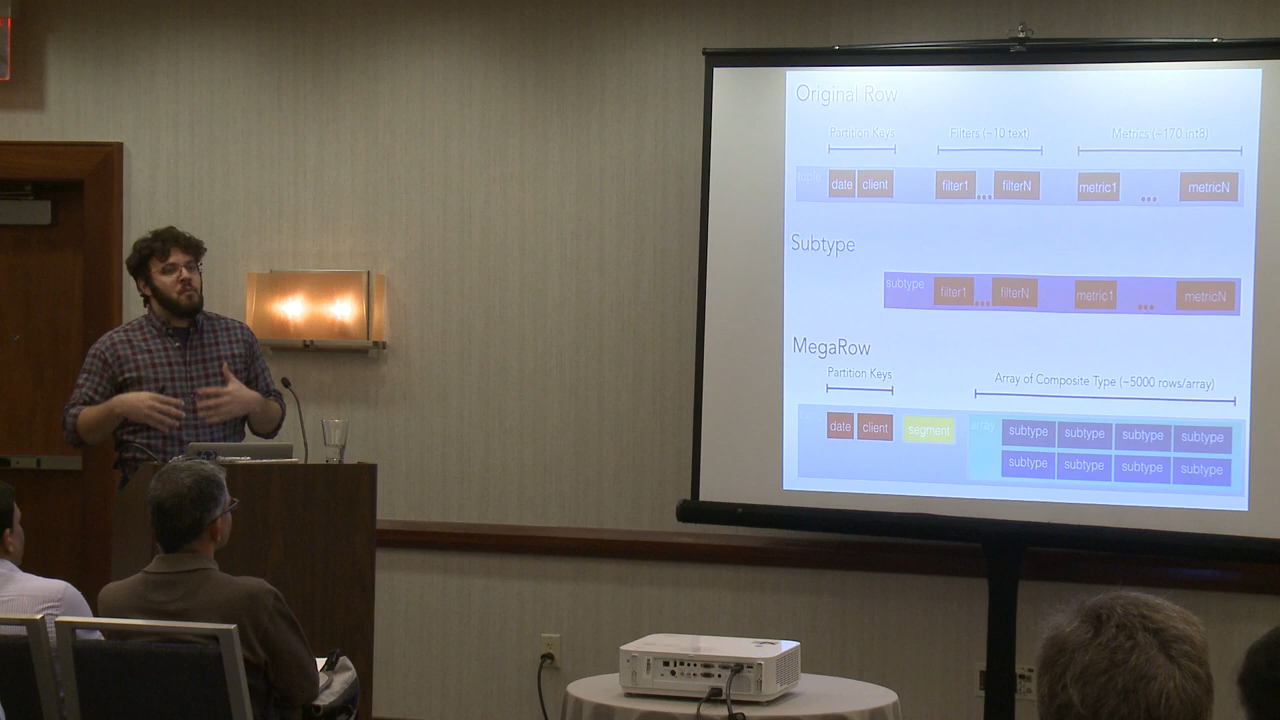 Original Row
Partition Keys Filters (~10 text) Metrics (~170 int8)
tuple date client filter1 ... filterN metric1 ... metricN
Subtype
subtype filter1 ... filterN metric1 ... metricN
MegaRow
Partition Keys Array of Composite Type (~5000 rows/array)
date client segment array subtype subtype subtype subtype
subtype subtype subtype subtype